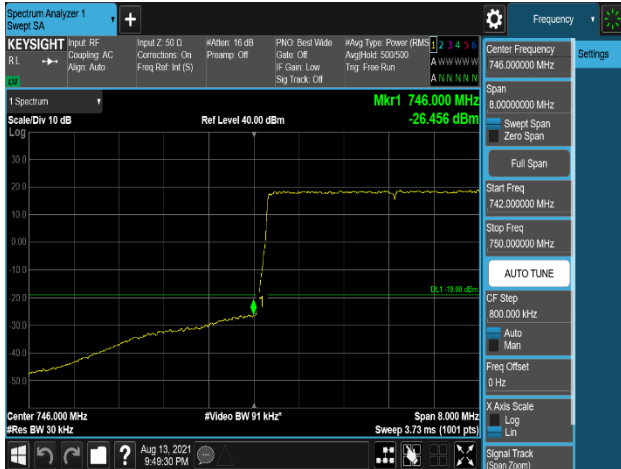 Spectrum Analyzer 1
Swept SA
Frequency
KEYSIGHT
R L
LV
Input: RF
Coupling: AC
Align: Auto
Input Z: 50 Ω
Corrections: On
Freq Ref: Int (S)
#Atten: 16 dB
Preamp: Off
PNO: Best Wide
Gate: Off
IF Gain: Low
Sig Track: Off
#Avg Type: Power (RMS
Avg|Hold: 500/500
Trig: Free Run
1 2 3 4 5 6
A W W W W W
A N N N N N
1 Spectrum
Mkr1 746.000 MHz
-26.456 dBm
Scale/Div 10 dB
Ref Level 40.00 dBm
Log
30.0
20.0
10.0
0.00
-10.0
-20.0
-30.0
-40.0
-50.0
DL1 -19.00 dBm
1
Center 746.000 MHz
#Res BW 30 kHz
#Video BW 91 kHz*
Span 8.000 MHz
Sweep 3.73 ms (1001 pts)
Aug 13, 2021
9:49:30 PM
Center Frequency
746.000000 MHz
Settings
Span
8.00000000 MHz
Swept Span
Zero Span
Full Span
Start Freq
742.000000 MHz
Stop Freq
750.000000 MHz
AUTO TUNE
CF Step
800.000 kHz
Auto
Man
Freq Offset
0 Hz
X Axis Scale
Log
Lin
Signal Track
(Span Zoom)